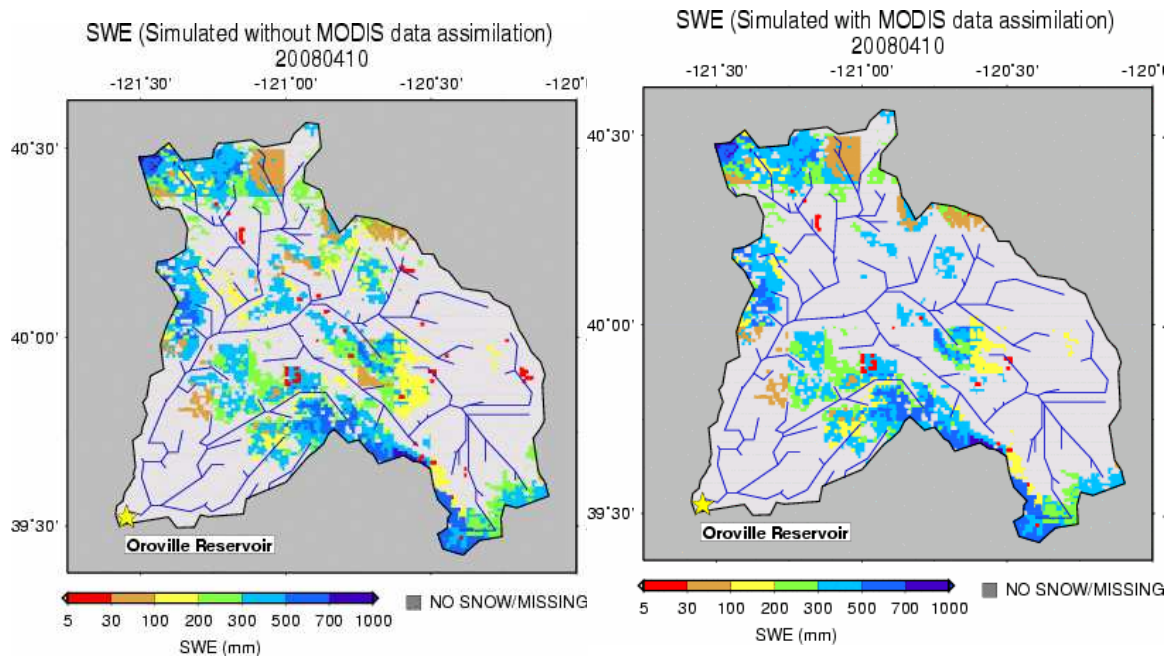 SWE (Simulated without MODIS data assimilation)
20080410
-121°30' -121°00' -120°30' -120°
40°30'
40°00'
39°30'
Oroville Reservoir
5 30 100 200 300 500 700 1000
SWE (mm)
NO SNOW/MISSING
SWE (Simulated with MODIS data assimilation)
20080410
-121°30' -121°00' -120°30' -120°0
40°30'
40°00'
39°30'
Oroville Reservoir
5 30 100 200 300 500 700 1000
SWE (mm)
NO SNOW/MISSING